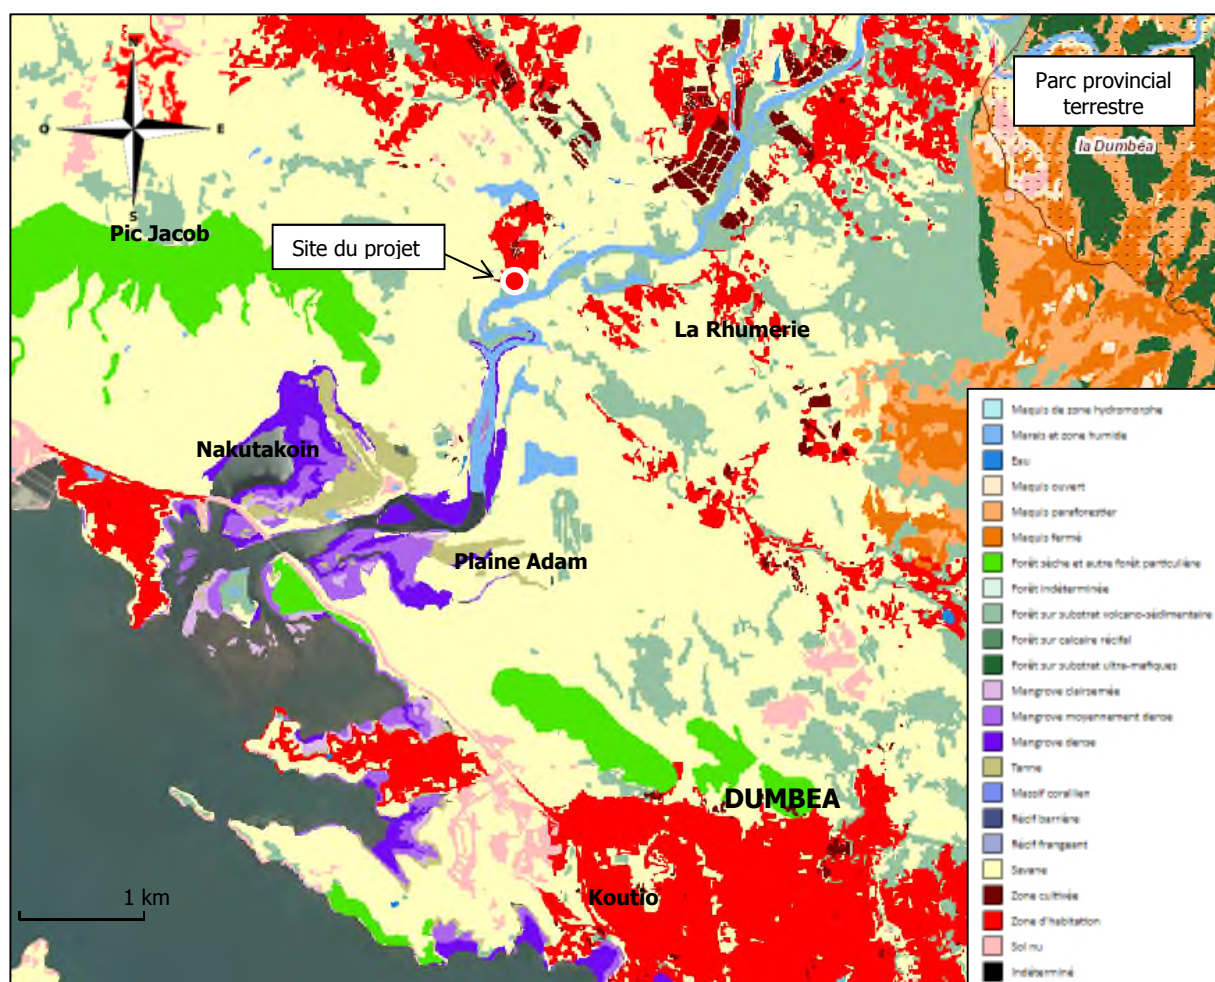 N
O
E
S
Parc provincial
terrestre
la Dumbéa
Pic Jacob
Site du projet
La Rhumerie
Nakutakoin
Plaine Adam
DUMBEA
Koutio
1 km
Maquis de zone hydromorphe
Marais et zone humide
Eau
Maquis ouvert
Maquis paraforestier
Maquis fermé
Forêt sèche et autre forêt particulière
Forêt indéterminée
Forêt sur substrat volcano-sédimentaire
Forêt sur calcaire récifal
Forêt sur substrat ultra-mafiques
Mangrove clairsemée
Mangrove moyennement dense
Mangrove dense
Tanne
Massif corallien
Récif barrière
Récif frangeant
Savane
Zone cultivée
Zone d'habitation
Sol nu
Indéterminé